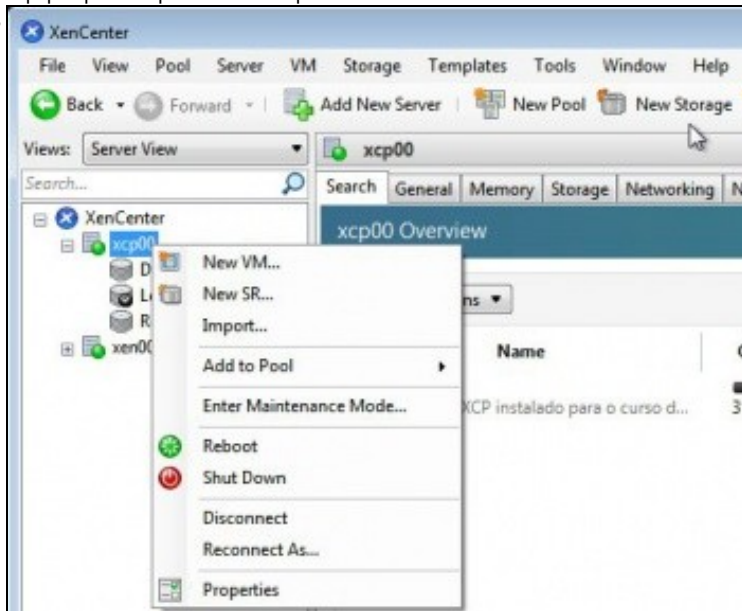 XenCenter
File View Pool Server VM Storage Templates Tools Window Help
Back Forward Add New Server New Pool New Storage
Views: Server View xcp00
Search... Search General Memory Storage Networking N
XenCenter
xcp00 Overview
xcp00
New VM...
D
New SR...
ns
L
Import...
R
xen00
Add to Pool
Name
Enter Maintenance Mode...
XCP instalado para o curso d... 3
Reboot
Shut Down
Disconnect
Reconnect As...
Properties